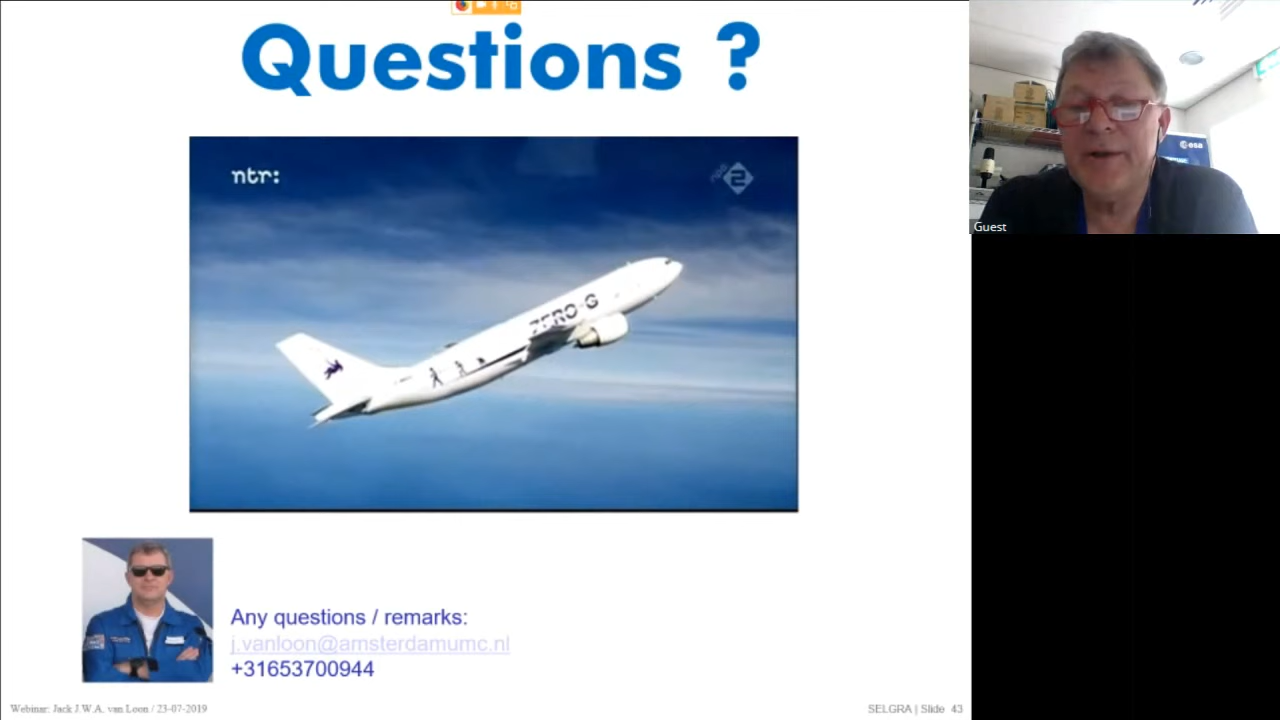 Questions ?
ntr:
npo
2
ZERO-G
esa
Guest
Any questions / remarks:
j.vanloon@amsterdamumc.nl
+31653700944
Webinar: Jack J.W.A. van Loon / 23-07-2019
SELGRA | Slide 43